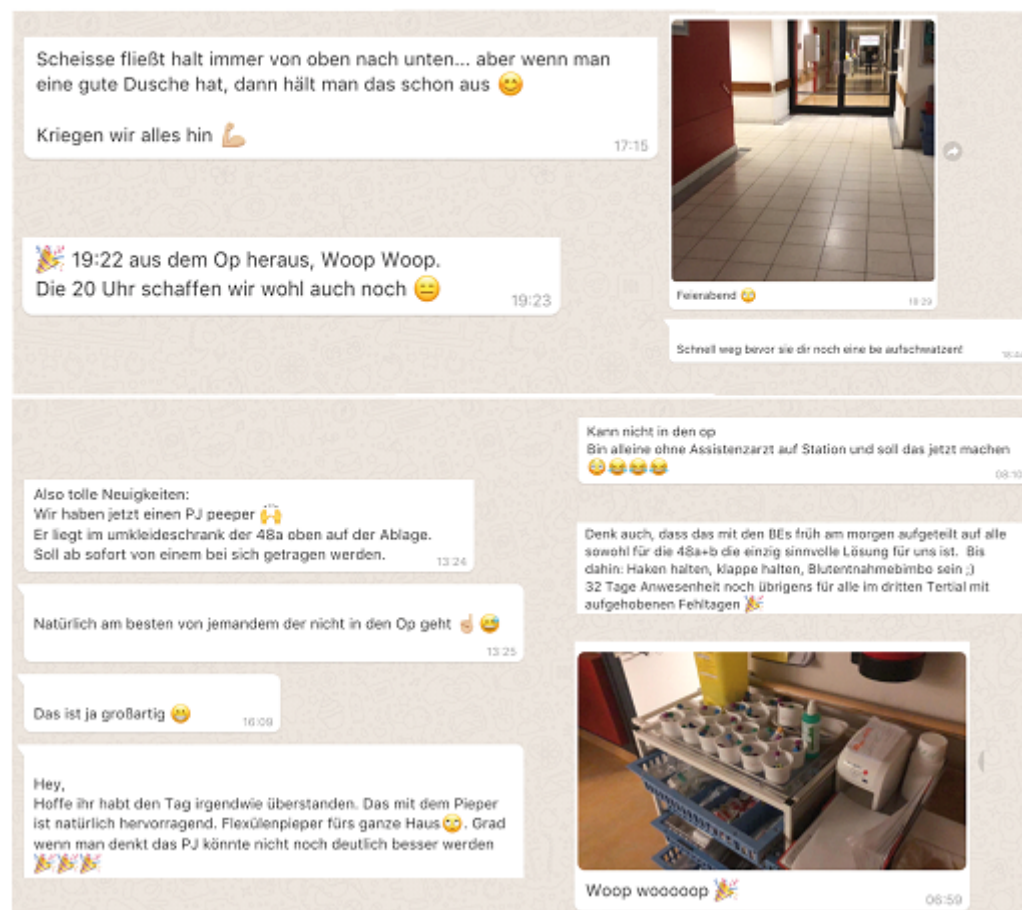 Scheisse fließt halt immer von oben nach unten... aber wenn man
eine gute Dusche hat, dann hält man das schon aus 😊
Kriegen wir alles hin 💪🏼
17:15
🎉 19:22 aus dem Op heraus, Woop Woop.
Die 20 Uhr schaffen wir wohl auch noch 😑
19:23
Feierabend 😳
Schnell weg bevor sie dir noch eine be aufschwatzen!
Also tolle Neuigkeiten:
Wir haben jetzt einen PJ peeper 🙌🏼
Er liegt im umkleideschrank der 48a oben auf der Ablage.
Soll ab sofort von einem bei sich getragen werden.
13:24
Natürlich am besten von jemandem der nicht in den Op geht ☝🏼😅
13:25
Das ist ja großartig 😬
16:09
Hey,
Hoffe ihr habt den Tag irgendwie überstanden. Das mit dem Pieper
ist natürlich hervorragend. Flexülenpieper fürs ganze Haus🙄. Grad
wenn man denkt das PJ könnte nicht noch deutlich besser werden
🎉🎉🎉
Kann nicht in den op
Bin alleine ohne Assistenzarzt auf Station und soll das jetzt machen
😳😂😂😂
08:10
Denk auch, dass das mit den BEs früh am morgen aufgeteilt auf alle
sowohl für die 48a+b die einzig sinnvolle Lösung für uns ist. Bis
dahin: Haken halten, klappe halten, Blutentnahmebimbo sein ;)
32 Tage Anwesenheit noch übrigens für alle im dritten Tertial mit
aufgehobenen Fehltagen 🎉
Woop wooooop 🎉
06:59